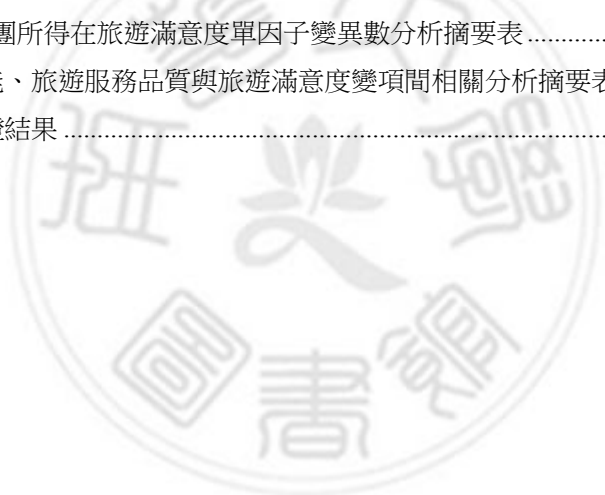 團所得在旅遊滿意度單因子變異數分析摘要表.............
、旅遊服務品質與旅遊滿意度變項間相關分析摘要表
證結果................................................................................
書